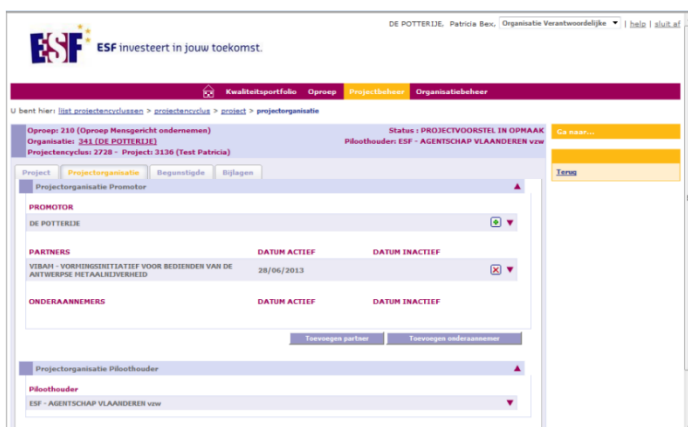 DE POTTERIJE, Patricia Bex, Organisatie Verantwoordelijke | help | sluit af
ESF ESF investeert in jouw toekomst.
Kwaliteitsportfolio Oproep Projectbeheer Organisatiebeheer
U bent hier: lijst projectencyclussen > projectencyclus > project > projectorganisatie
Oproep: 210 (Oproep Mensgericht ondernemen) Status : PROJECTVOORSTEL IN OPMAAK
Organisatie: 341 (DE POTTERIJE) Piloothouder: ESF - AGENTSCHAP VLAANDEREN vzw
Projectencyclus: 2728 - Project: 3136 (Test Patricia)
Ga naar...
Terug
Project Projectorganisatie Begunstigde Bijlagen
Projectorganisatie Promotor
PROMOTOR
DE POTTERIJE
PARTNERS DATUM ACTIEF DATUM INACTIEF
VIBAM - VORMINGSINITIATIEF VOOR BEDIENDEN VAN DE
ANTWERPSE METAALNIJVERHEID 28/06/2013
ONDERAANNEMERS DATUM ACTIEF DATUM INACTIEF
Toevoegen partner Toevoegen onderaannemer
Projectorganisatie Piloothouder
Piloothouder
ESF - AGENTSCHAP VLAANDEREN vzw